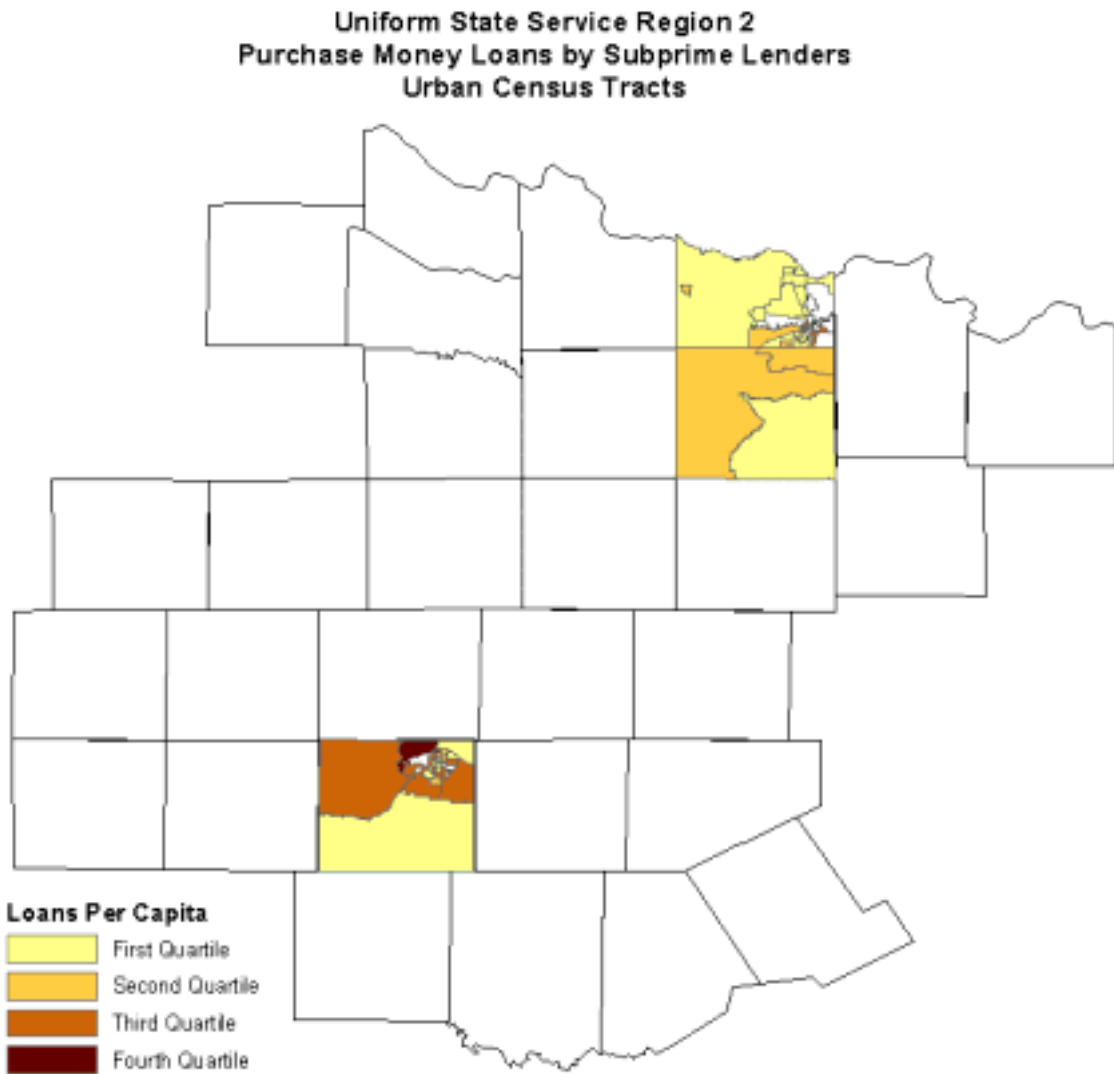 Uniform State Service Region 2
Purchase Money Loans by Subprime Lenders
Urban Census Tracts
Loans Per Capita
First Quartile
Second Quartile
Third Quartile
Fourth Quartile